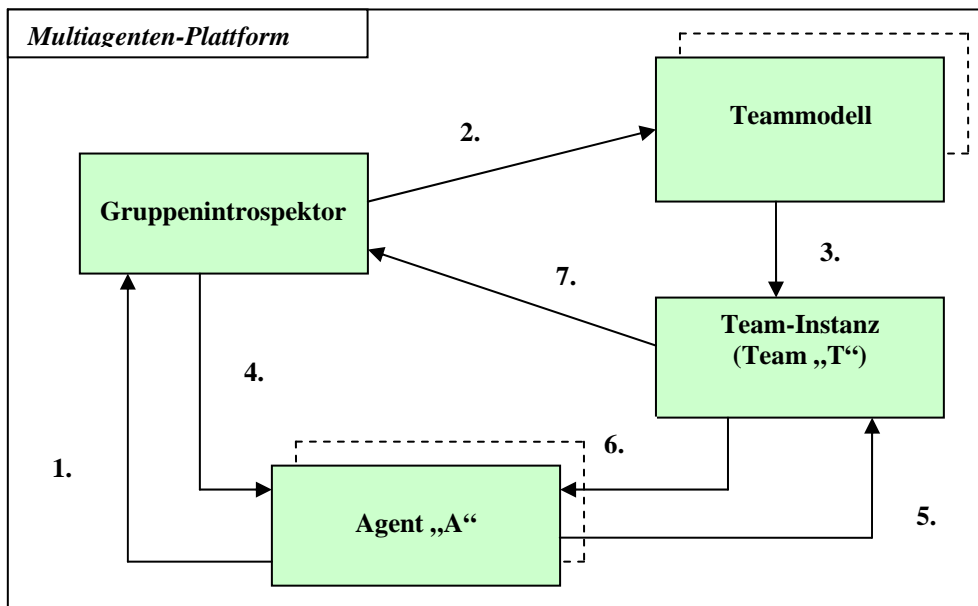 Multiagenten-Plattform
Teammodell
2.
Gruppenintrospektor
3.
7.
Team-Instanz
(Team „T“)
4.
6.
1.
Agent „A“
5.